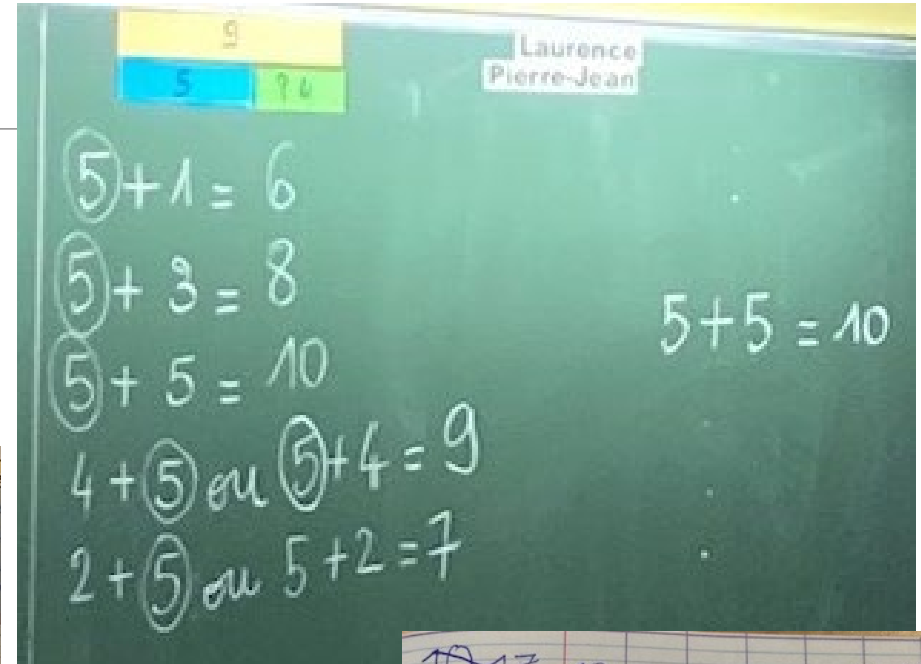 9
5 ? 4
Laurence
Pierre-Jean
5 + 1 = 6
5 + 3 = 8
5 + 5 = 10
5 + 5 = 10
4 + 5 ou 5 + 4 = 9
2 + 5 ou 5 + 2 = 7